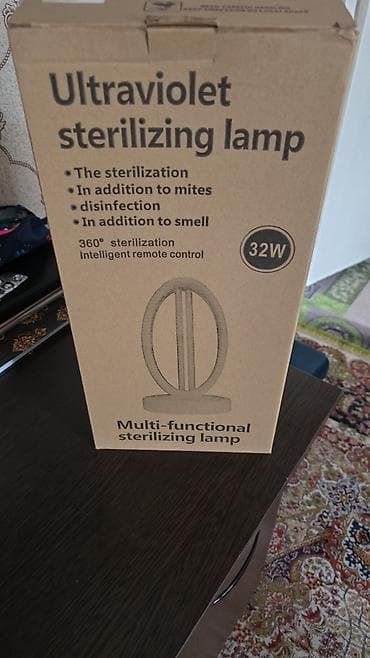 Ultraviolet
sterilizing lamp
• The sterilization
• In addition to mites
• disinfection
• In addition to smell
360° sterilization
Intelligent remote control
32W
Multi-functional
sterilizing lamp